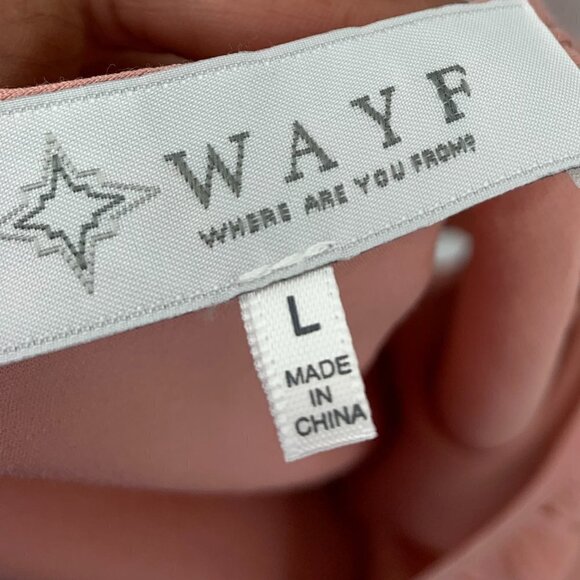 WAYF
WHERE ARE YOU FROM?
L
MADE
IN
CHINA